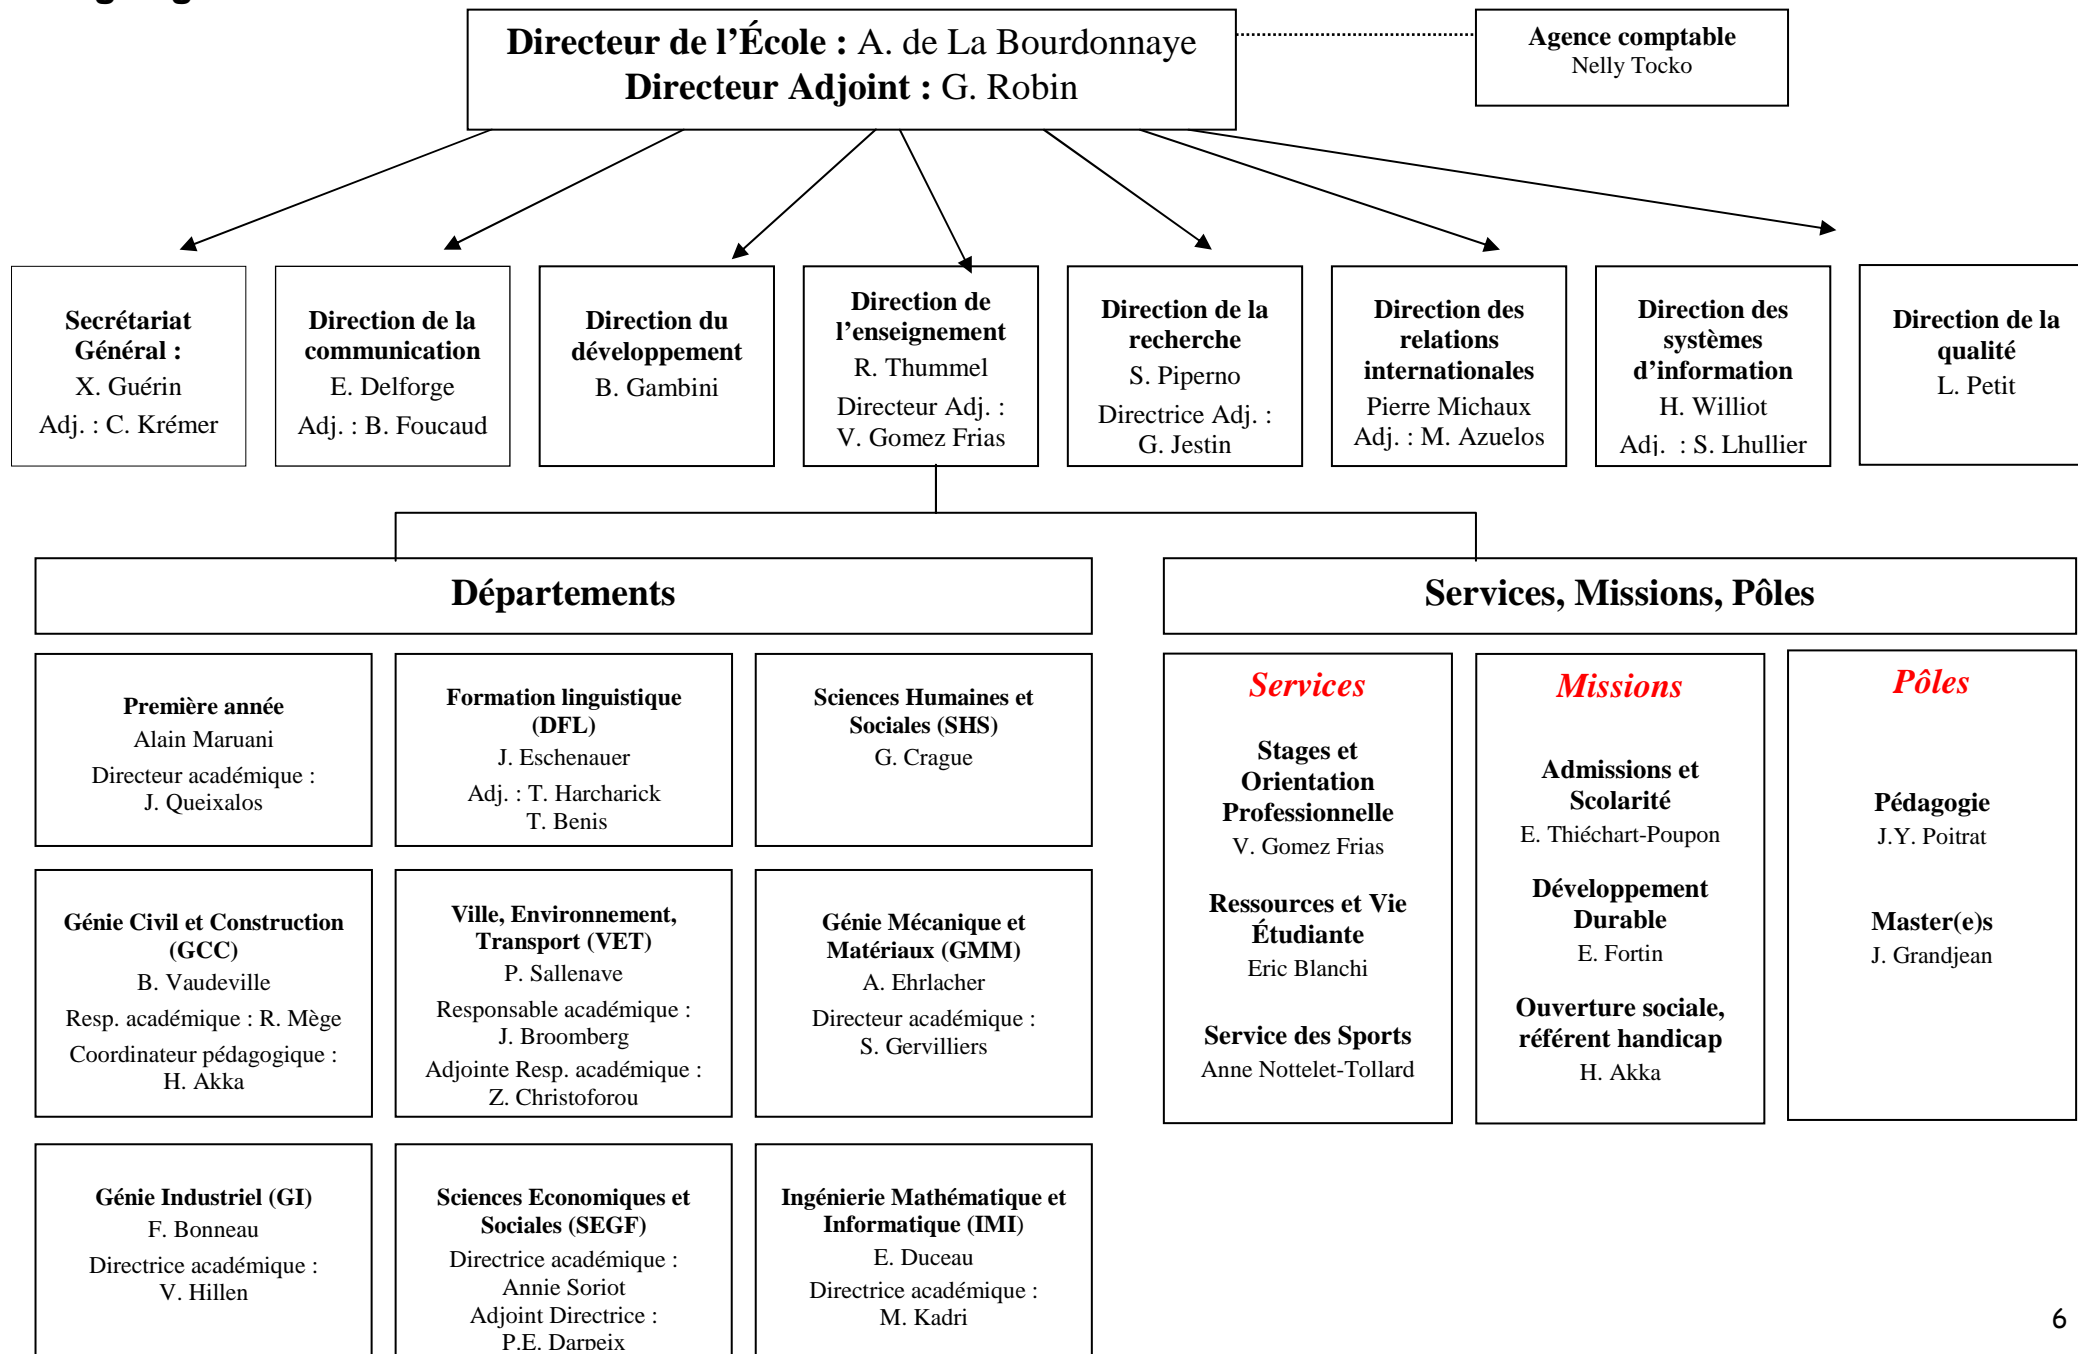 Directeur de l’École : A. de La Bourdonnaye
Directeur Adjoint : G. Robin
Agence comptable
Nelly Tocko
Secrétariat
Général :
X. Guérin
Adj. : C. Krémer
Direction de la
communication
E. Delforge
Adj. : B. Foucaud
Direction du
développement
B. Gambini
Direction de
l’enseignement
R. Thummel
Directeur Adj. :
V. Gomez Frias
Direction de la
recherche
S. Piperno
Directrice Adj. :
G. Jestin
Direction des
relations
internationales
Pierre Michaux
Adj. : M. Azuelos
Direction des
systèmes
d’information
H. Williot
Adj. : S. Lhullier
Direction de la
qualité
L. Petit
Départements
Première année
Alain Maruani
Directeur académique :
J. Queixalos
Formation linguistique
(DFL)
J. Eschenauer
Adj. : T. Harcharick
T. Benis
Sciences Humaines et
Sociales (SHS)
G. Crague
Génie Civil et Construction
(GCC)
B. Vaudeville
Resp. académique : R. Mège
Coordinateur pédagogique :
H. Akka
Ville, Environnement,
Transport (VET)
P. Sallenave
Responsable académique :
J. Broomberg
Adjointe Resp. académique :
Z. Christoforou
Génie Mécanique et
Matériaux (GMM)
A. Ehrlacher
Directeur académique :
S. Gervilliers
Génie Industriel (GI)
F. Bonneau
Directrice académique :
V. Hillen
Sciences Economiques et
Sociales (SEGF)
Directrice académique :
Annie Soriot
Adjoint Directrice :
P.E. Darpeix
Ingénierie Mathématique et
Informatique (IMI)
E. Duceau
Directrice académique :
M. Kadri
Services, Missions, Pôles
Services
Stages et
Orientation
Professionnelle
V. Gomez Frias
Ressources et Vie
Étudiante
Eric Blanchi
Service des Sports
Anne Nottelet-Tollard
Missions
Admissions et
Scolarité
E. Thiéchart-Poupon
Développement
Durable
E. Fortin
Ouverture sociale,
référent handicap
H. Akka
Pôles
Pédagogie
J.Y. Poitrat
Master(e)s
J. Grandjean
6